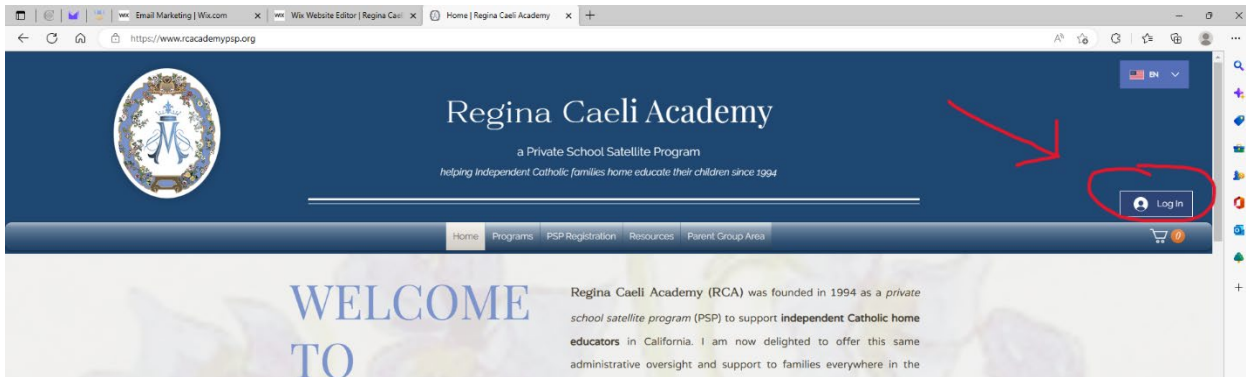 Email Marketing | Wix.com
Wix Website Editor | Regina Cael
Home | Regina Caeli Academy
https://www.rcacademypsp.org
EN
Regina Caeli Academy
a Private School Satellite Program
helping Independent Catholic families home educate their children since 1994
Log In
Home Programs PSP Registration Resources Parent Group Area
0
WELCOME
TO
Regina Caeli Academy (RCA) was founded in 1994 as a private
school satellite program (PSP) to support independent Catholic home
educators in California. I am now delighted to offer this same
administrative oversight and support to families everywhere in the